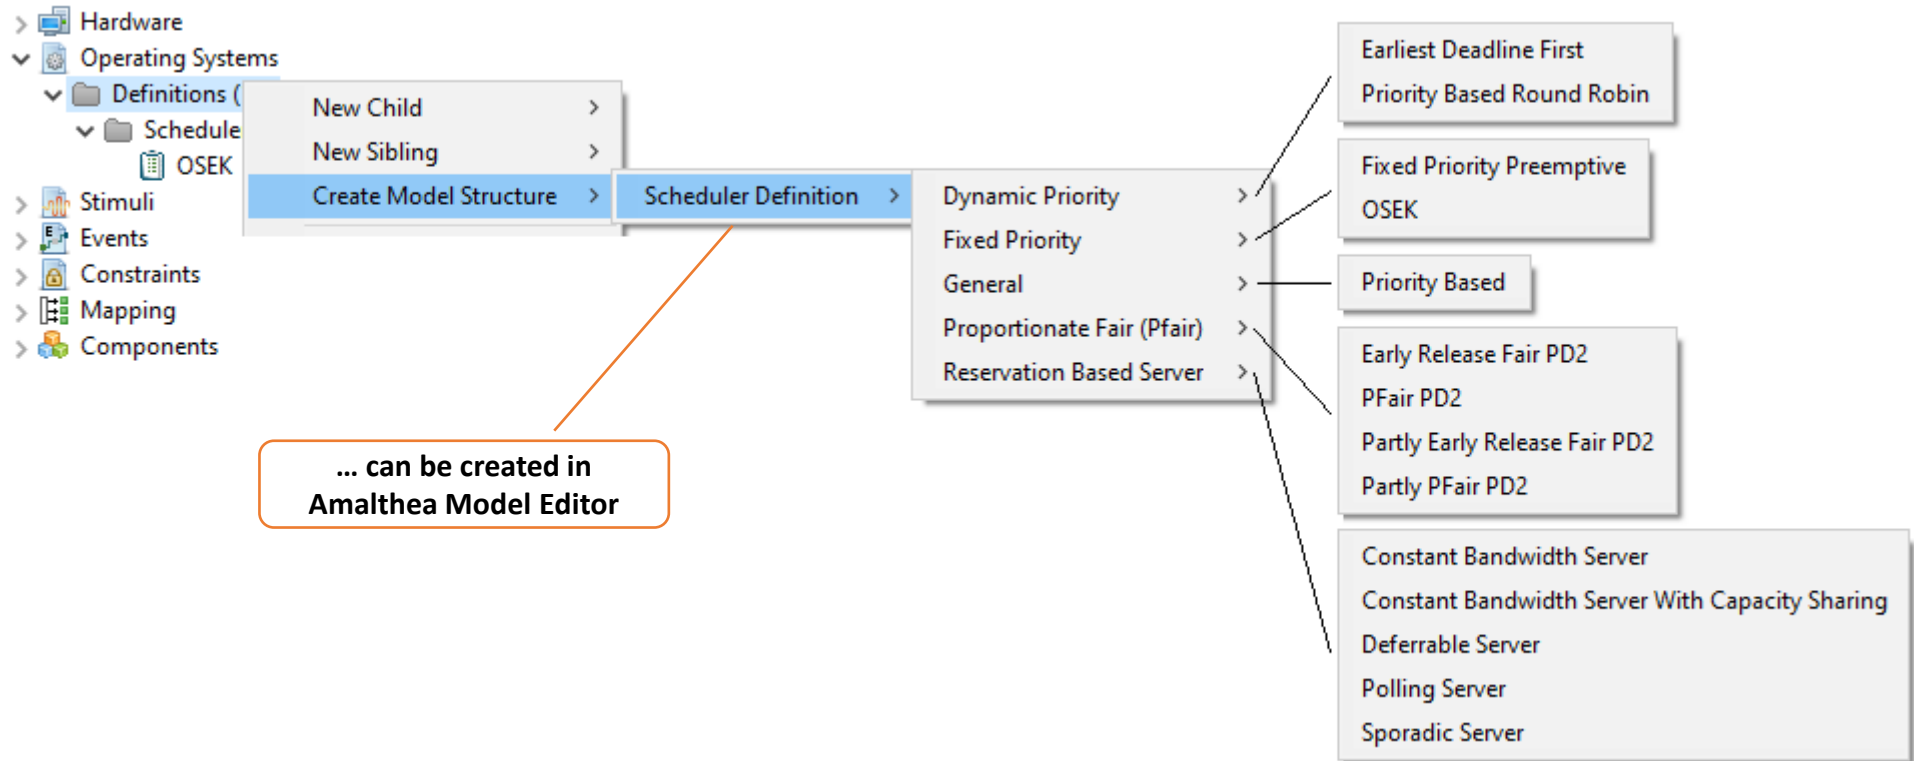 Hardware
Operating Systems
Definitions (
Schedule
OSEK
Stimuli
Events
Constraints
Mapping
Components
New Child
New Sibling
Create Model Structure
Scheduler Definition
Dynamic Priority
Fixed Priority
General
Proportionate Fair (Pfair)
Reservation Based Server
Earliest Deadline First
Priority Based Round Robin
Fixed Priority Preemptive
OSEK
Priority Based
Early Release Fair PD2
PFair PD2
Partly Early Release Fair PD2
Partly PFair PD2
Constant Bandwidth Server
Constant Bandwidth Server With Capacity Sharing
Deferrable Server
Polling Server
Sporadic Server
... can be created in
Amalthea Model Editor